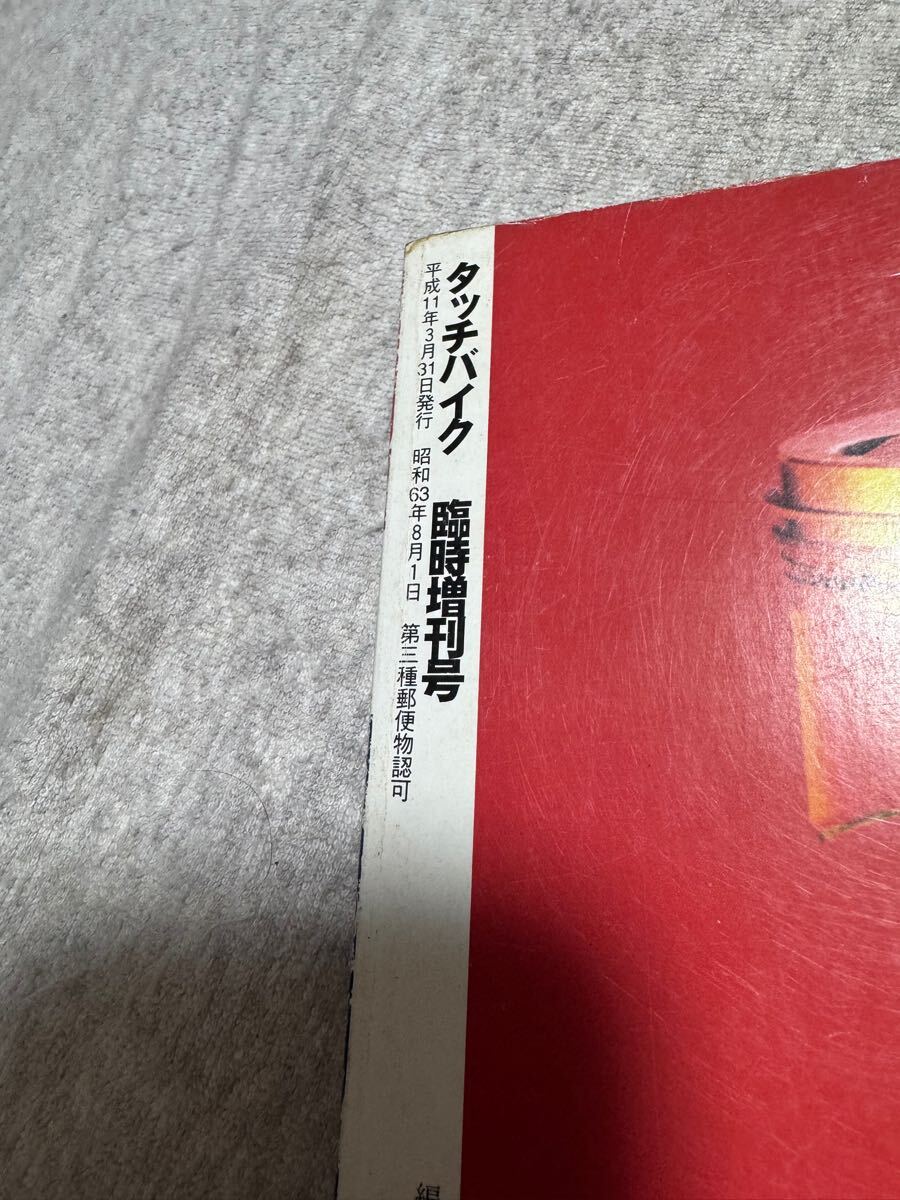 タッチバイク 臨時増刊号
平成11年3月31日発行 昭和63年8月1日 第三種郵便物認可
編